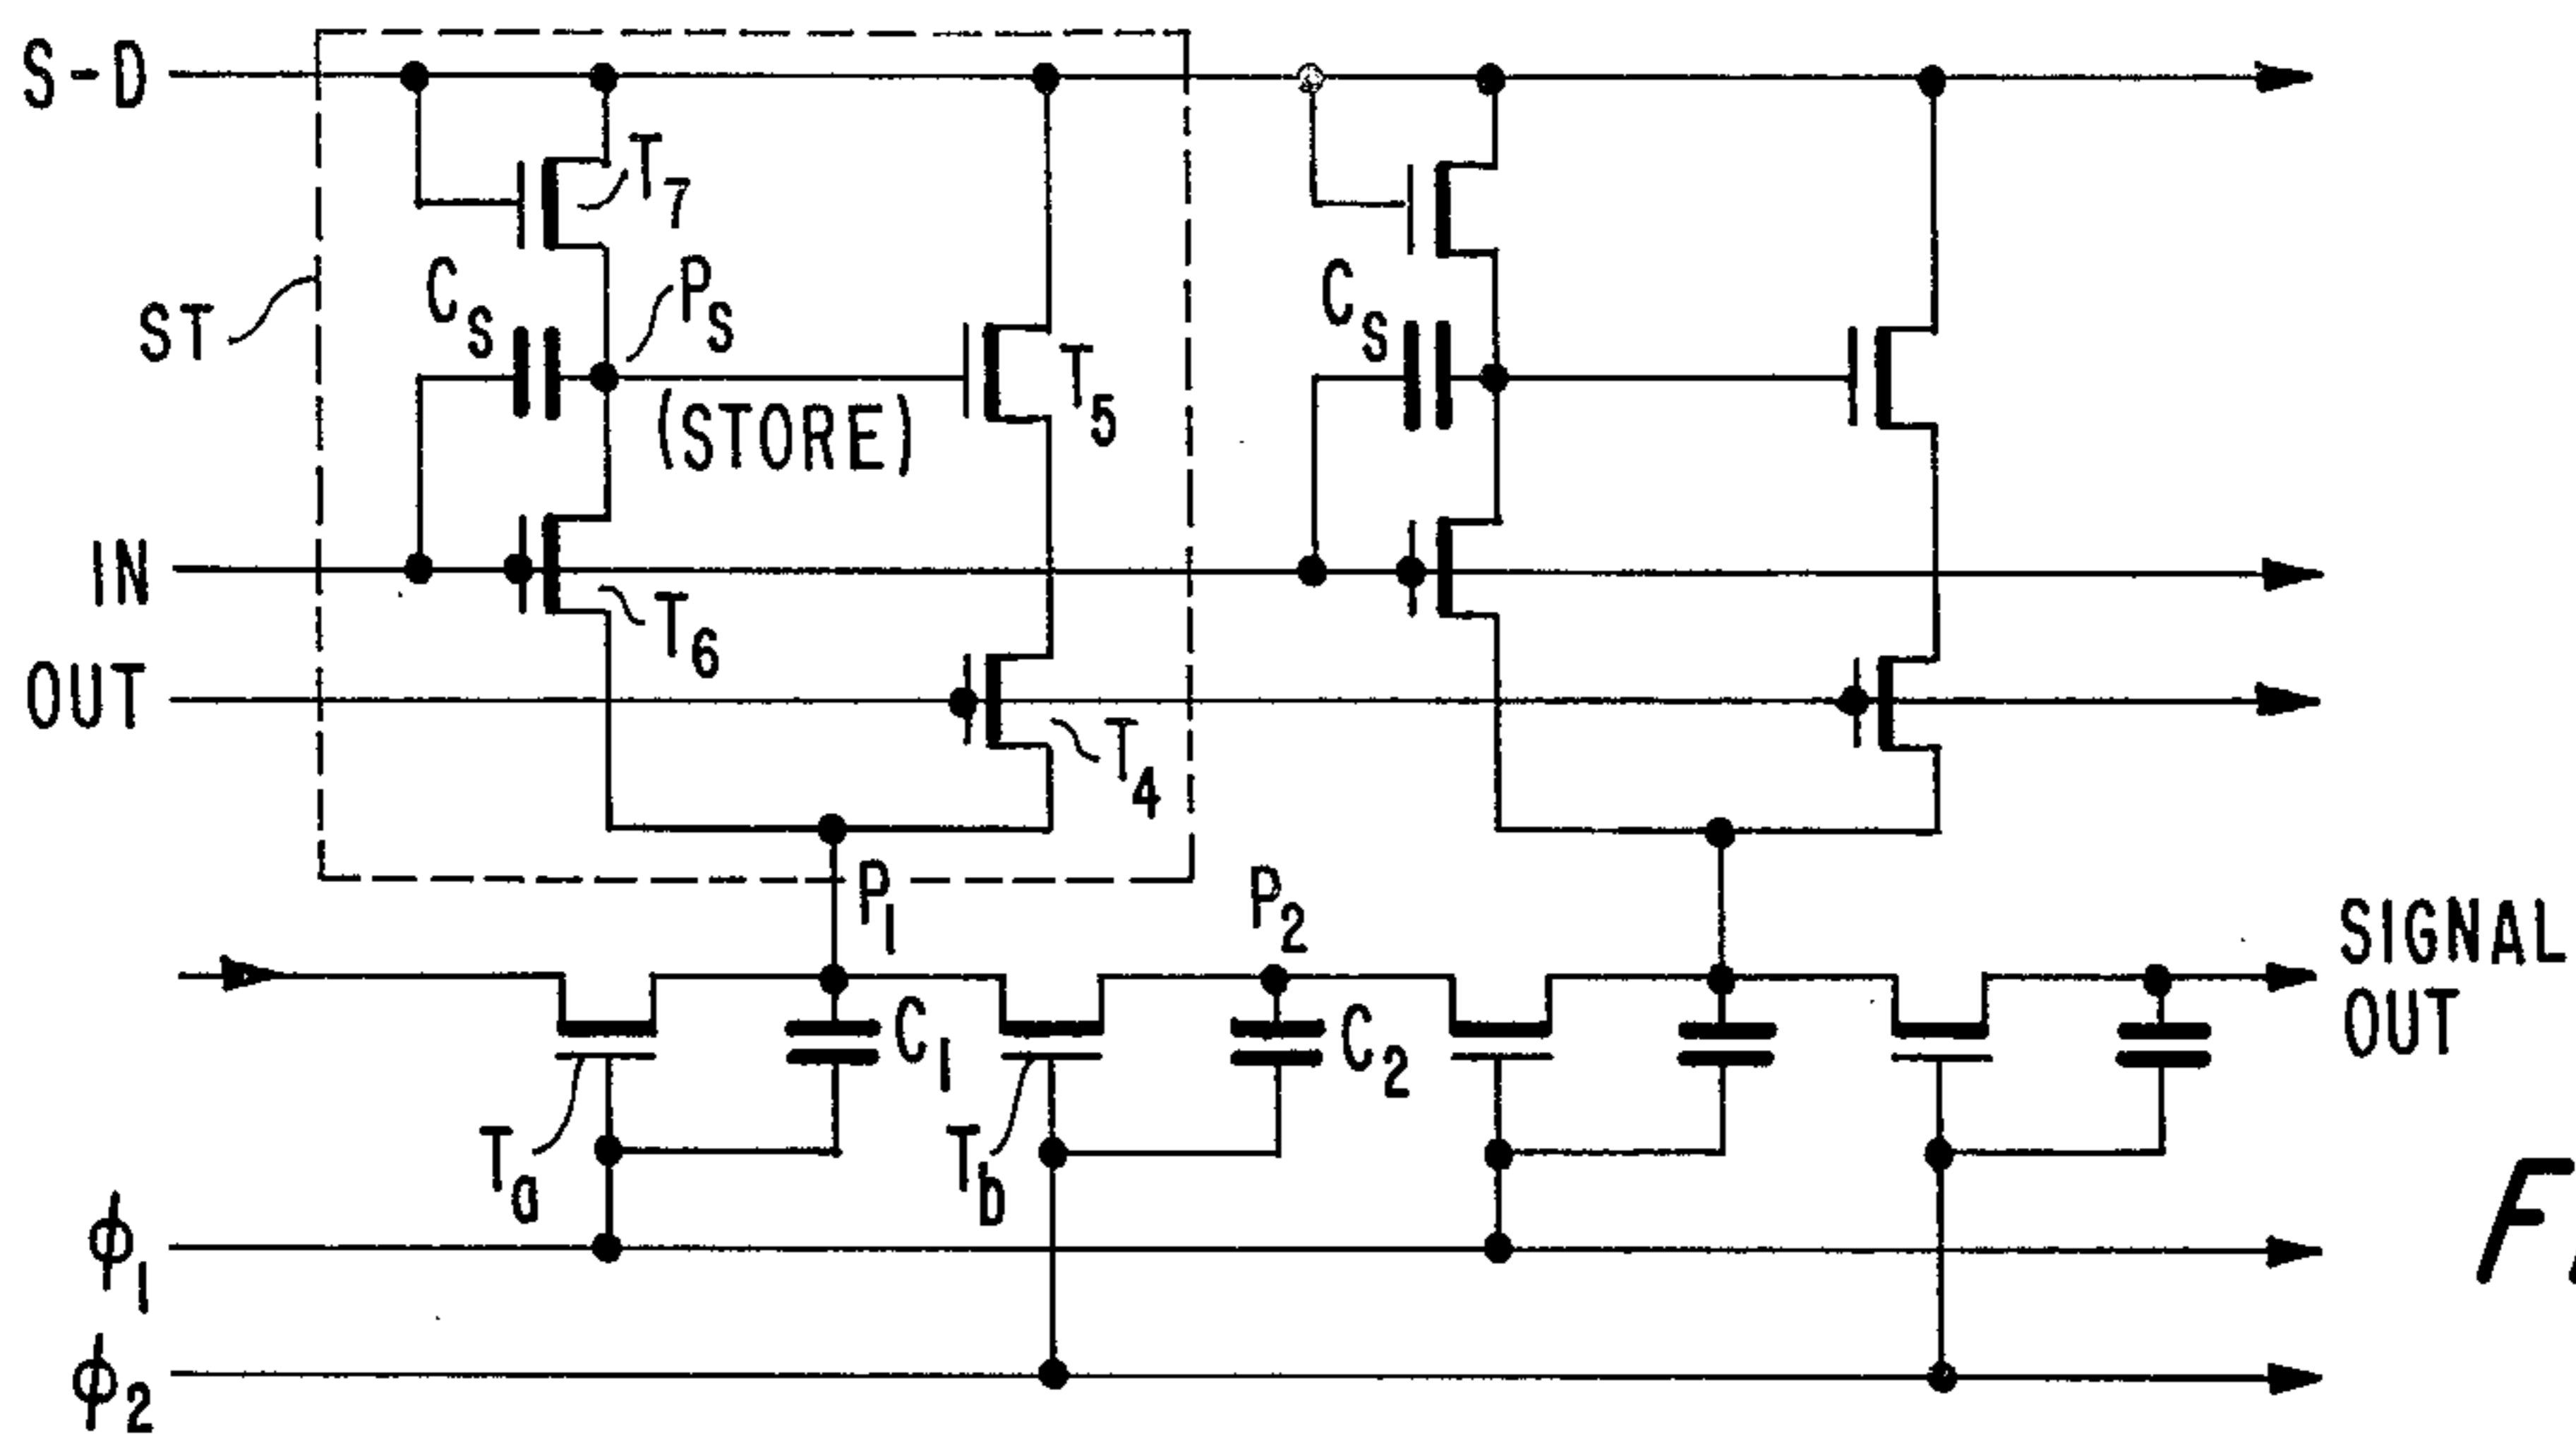 S-D
T7
ST
CS
PS
(STORE)
T5
CS
IN
T6
OUT
T4
P1
P2
SIGNAL
OUT
C1
C2
Ta
Tb
φ1
φ2